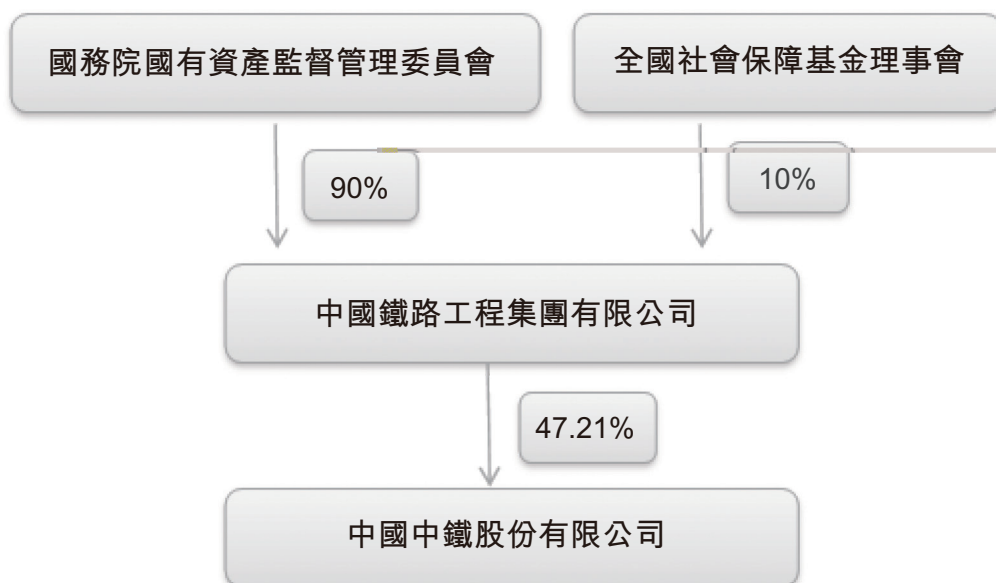 國務院國有資產監督管理委員會
全國社會保障基金理事會
90%
10%
中國鐵路工程集團有限公司
47.21%
中國中鐵股份有限公司